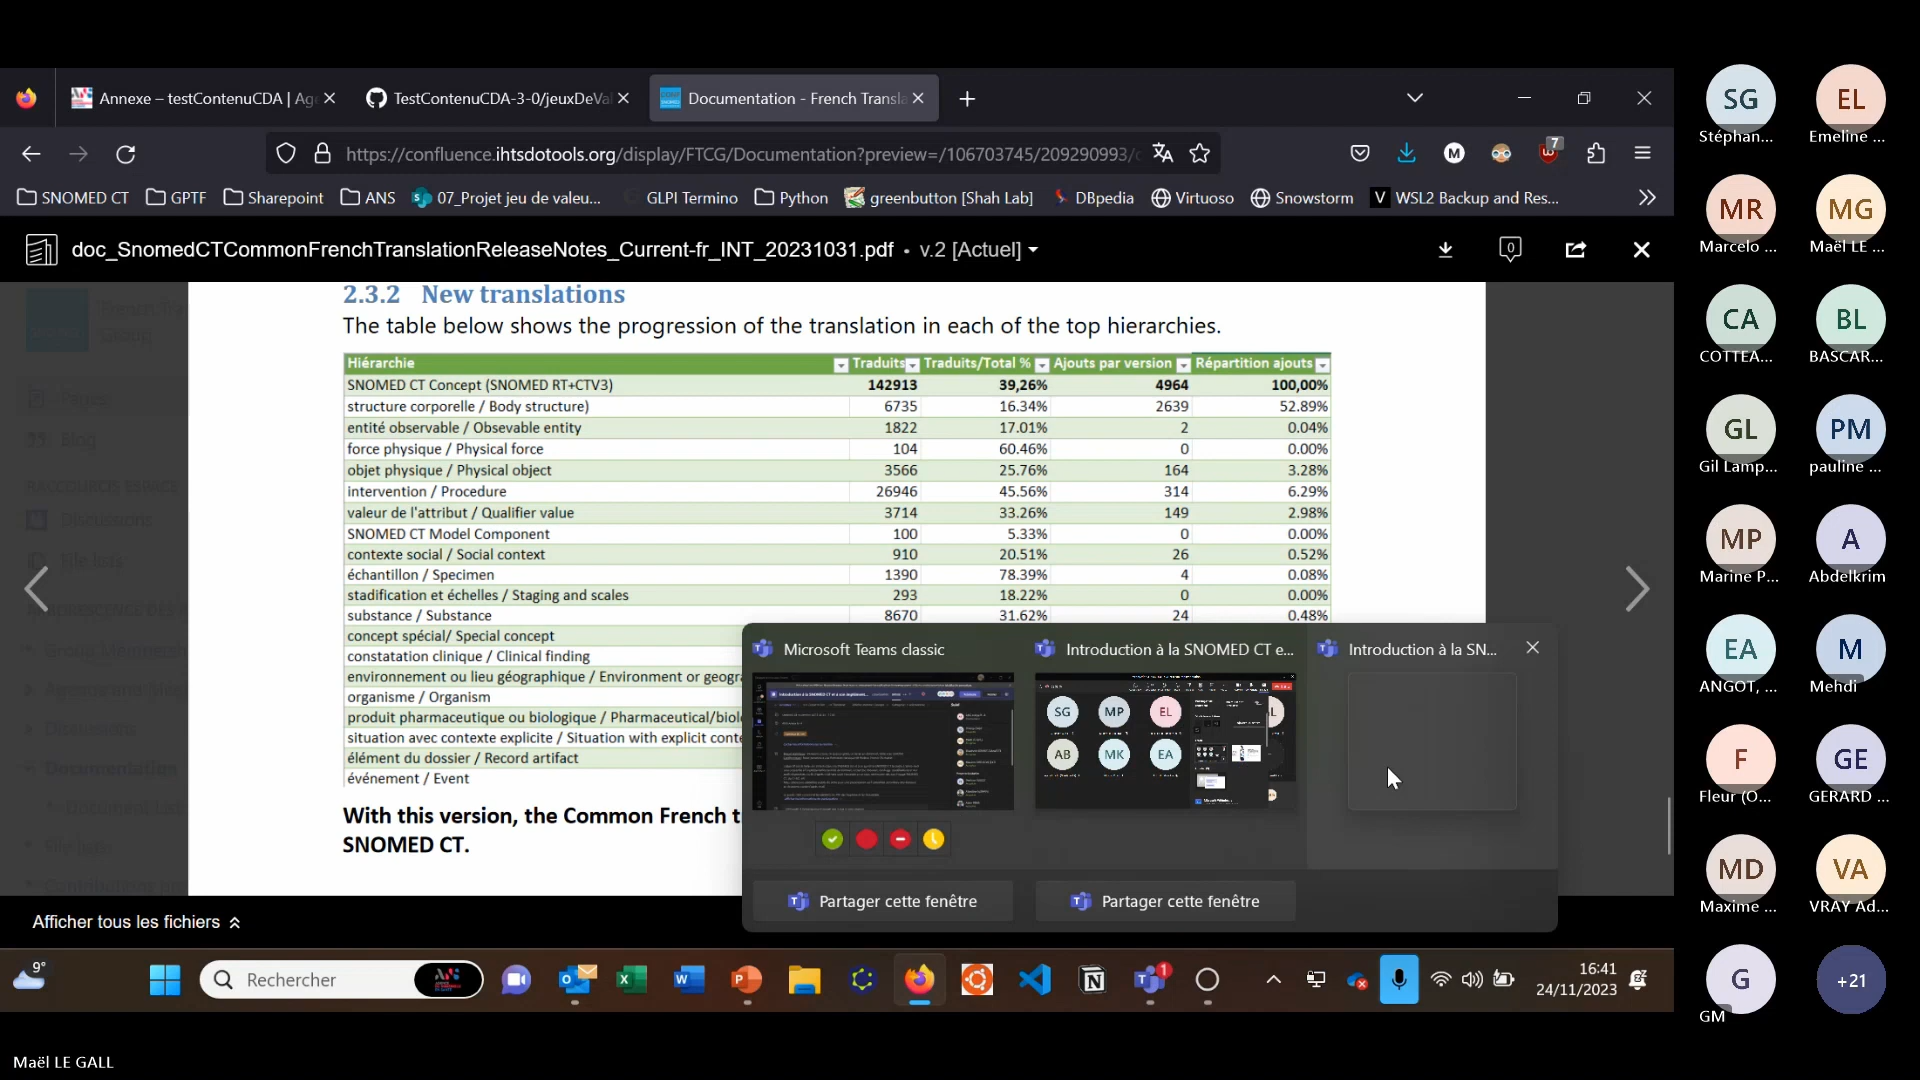 Annexe – testContenuCDA | Ag
TestContenuCDA-3-0/jeuxDeVal
Documentation - French Transla
https://confluence.ihtsdotools.org/display/FTCG/Documentation?preview=/106703745/209290993/
7
SNOMED CT
GPTF
Sharepoint
ANS
07_Projet jeu de valeu...
GLPI Termino
Python
greenbutton [Shah Lab]
DBpedia
Virtuoso
Snowstorm
WSL2 Backup and Res...
doc_SnomedCTCommonFrenchTranslationReleaseNotes_Current-fr_INT_20231031.pdf • v.2 [Actuel]
0
2.3.2 New translations
The table below shows the progression of the translation in each of the top hierarchies.
Hiérarchie Traduits Traduits/Total % Ajouts par version Répartition ajouts
SNOMED CT Concept (SNOMED RT+CTV3) 142913 39,26% 4964 100,00%
structure corporelle / Body structure) 6735 16.34% 2639 52.89%
entité observable / Obsevable entity 1822 17.01% 2 0.04%
force physique / Physical force 104 60.46% 0 0.00%
objet physique / Physical object 3566 25.76% 164 3.28%
intervention / Procedure 26946 45.56% 314 6.29%
valeur de l'attribut / Qualifier value 3714 33.26% 149 2.98%
SNOMED CT Model Component 100 5.33% 0 0.00%
contexte social / Social context 910 20.51% 26 0.52%
échantillon / Specimen 1390 78.39% 4 0.08%
stadification et échelles / Staging and scales 293 18.22% 0 0.00%
substance / Substance 8670 31.62% 24 0.48%
concept spécial/ Special concept
constatation clinique / Clinical finding
environnement ou lieu géographique / Environment or geogra
organisme / Organism
produit pharmaceutique ou biologique / Pharmaceutical/biol
situation avec contexte explicite / Situation with explicit conte
élément du dossier / Record artifact
événement / Event
With this version, the Common French t
SNOMED CT.
Microsoft Teams classic
Introduction à la SNOMED CT e...
Introduction à la SN...
SG MP EL
AB MK EA
Partager cette fenêtre
Partager cette fenêtre
Afficher tous les fichiers
9°
Rechercher
1
16:41
24/11/2023
SG
Stéphan...
EL
Emeline ...
MR
Marcelo ...
MG
Maël LE ...
CA
COTTEA...
BL
BASCAR...
GL
Gil Lamp...
PM
pauline ...
MP
Marine P...
A
Abdelkrim
EA
ANGOT, ...
M
Mehdi
F
Fleur (O...
GE
GERARD ...
MD
Maxime ...
VA
VRAY Ad...
G
GM
+21
Maël LE GALL